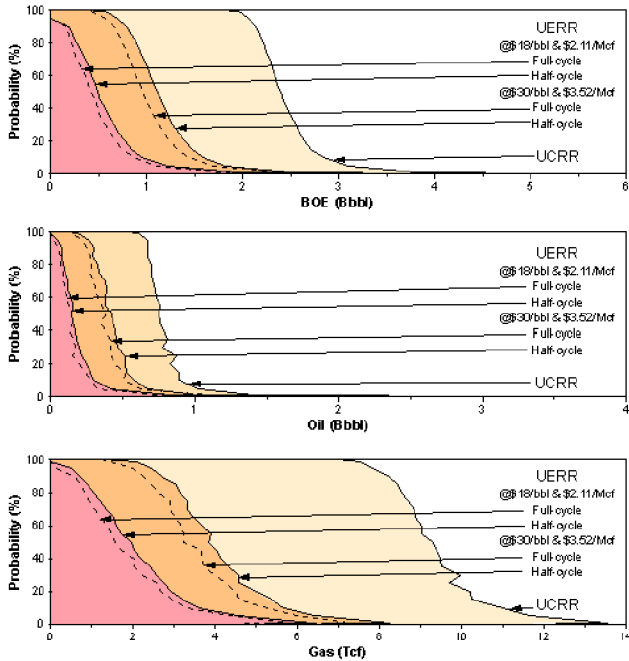 Probability (%)
100
80
60
40
20
0
UERR
@$18/bbl & $2.11/Mcf
Full-cycle
Half-cycle
@$30/bbl & $3.52/Mcf
Full-cycle
Half-cycle
UCRR
0 1 2 3 4 5 6
BOE (Bbbl)
Probability (%)
100
80
60
40
20
0
UERR
@$18/bbl & $2.11/Mcf
Full-cycle
Half-cycle
@$30/bbl & $3.52/Mcf
Full-cycle
Half-cycle
UCRR
0 1 2 3 4
Oil (Bbbl)
Probability (%)
100
80
60
40
20
0
UERR
@$18/bbl & $2.11/Mcf
Full-cycle
Half-cycle
@$30/bbl & $3.52/Mcf
Full-cycle
Half-cycle
UCRR
0 2 4 6 8 10 12 14
Gas (Tcf)